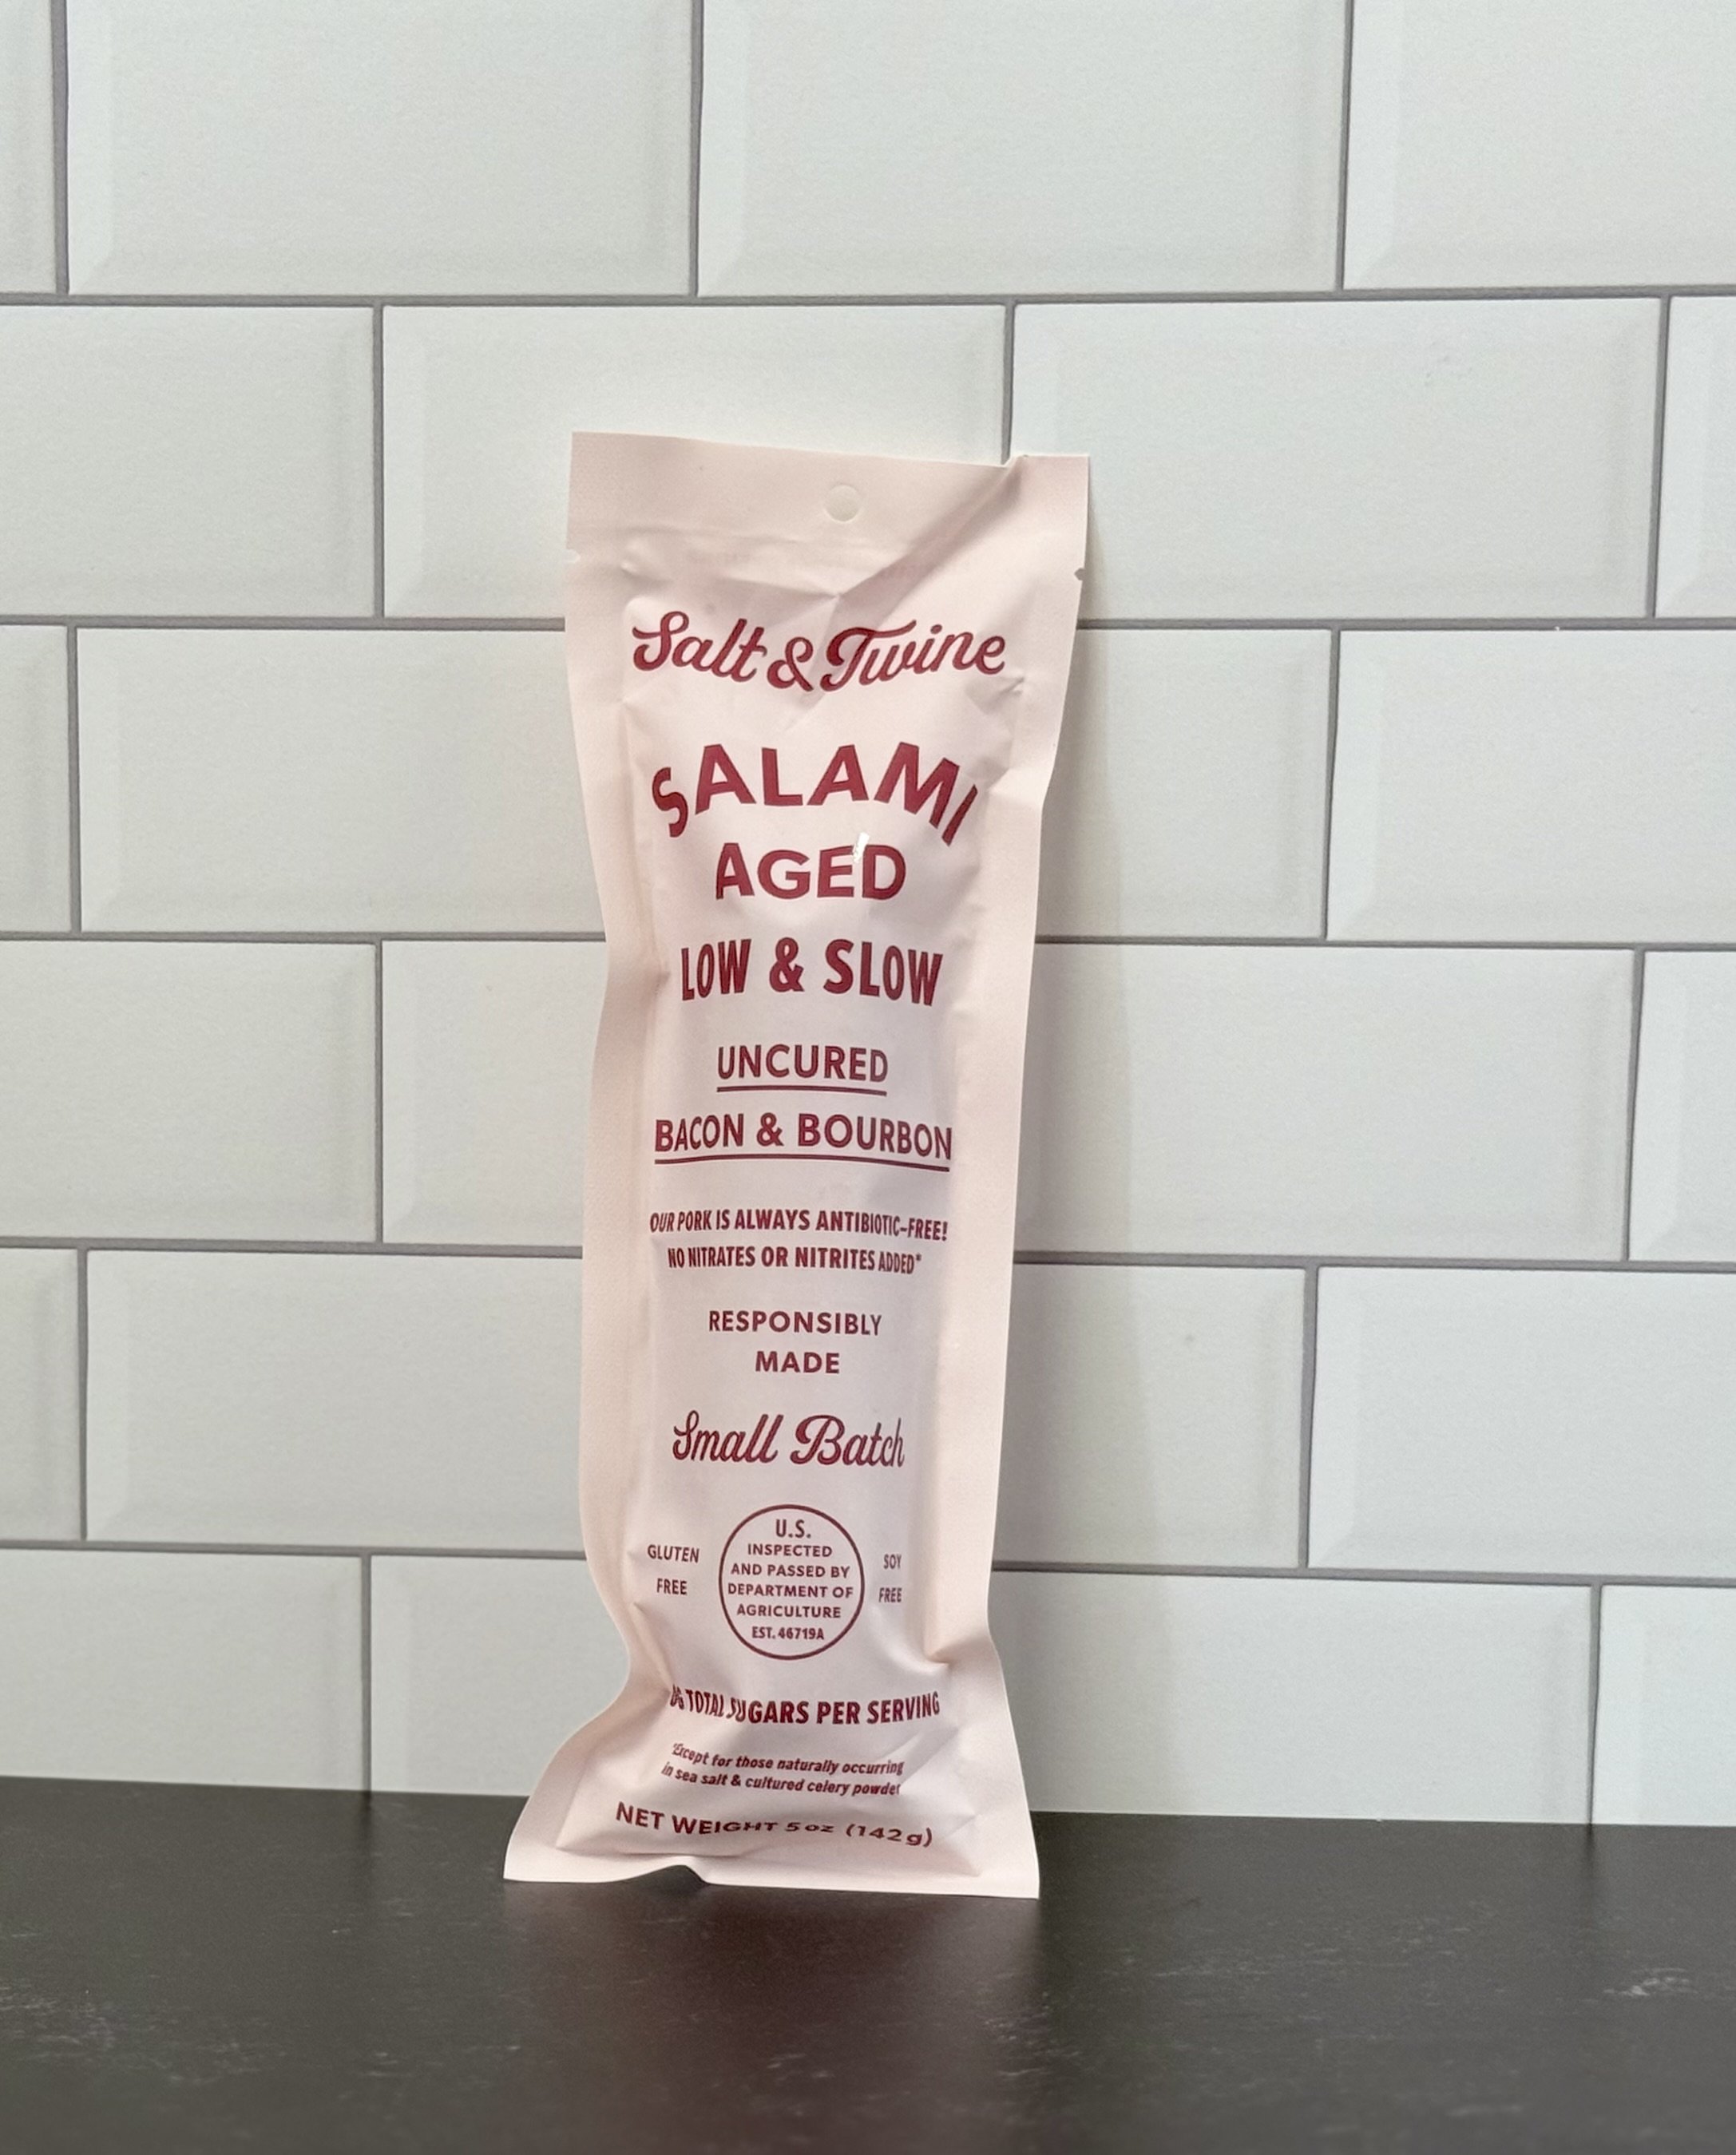 Salt & Twine
SALAMI
AGED
LOW & SLOW
UNCURED
BACON & BOURBON
OUR PORK IS ALWAYS ANTIBIOTIC-FREE!
NO NITRATES OR NITRITES ADDED*
RESPONSIBLY
MADE
Small Batch
GLUTEN
FREE
U.S.
INSPECTED
AND PASSED BY
DEPARTMENT OF
AGRICULTURE
EST. 46719A
SOY
FREE
TOTAL SUGARS PER SERVING
*Except for those naturally occurring
in sea salt & cultured celery powder
NET WEIGHT 5 oz (142g)